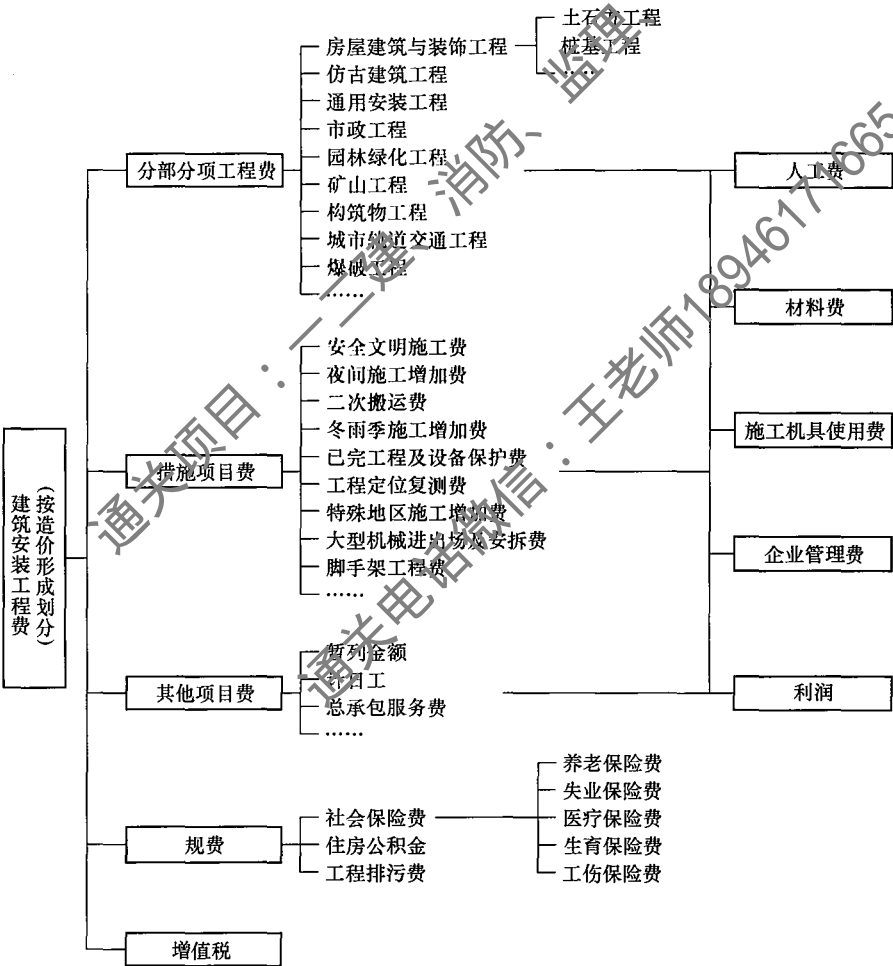 土石方工程
房屋建筑与装饰工程
桩基工程
……
仿古建筑工程
通用安装工程
市政工程
园林绿化工程
分部分项工程费
人工费
矿山工程
构筑物工程
城市轨道交通工程
爆破工程
……
材料费
安全文明施工费
夜间施工增加费
二次搬运费
冬雨季施工增加费
施工机具使用费
已完工程及设备保护费
措施项目费
工程定位复测费
特殊地区施工增加费
大型机械进出场及安拆费
企业管理费
脚手架工程费
……
建筑安装工程费
(按造价形成划分)
暂列金额
计日工
其他项目费
利润
总承包服务费
……
养老保险费
失业保险费
社会保险费
医疗保险费
规费
住房公积金
生育保险费
工程排污费
工伤保险费
增值税
通关项目:一二建、消防、监理
通关电话微信:王老师18946171665